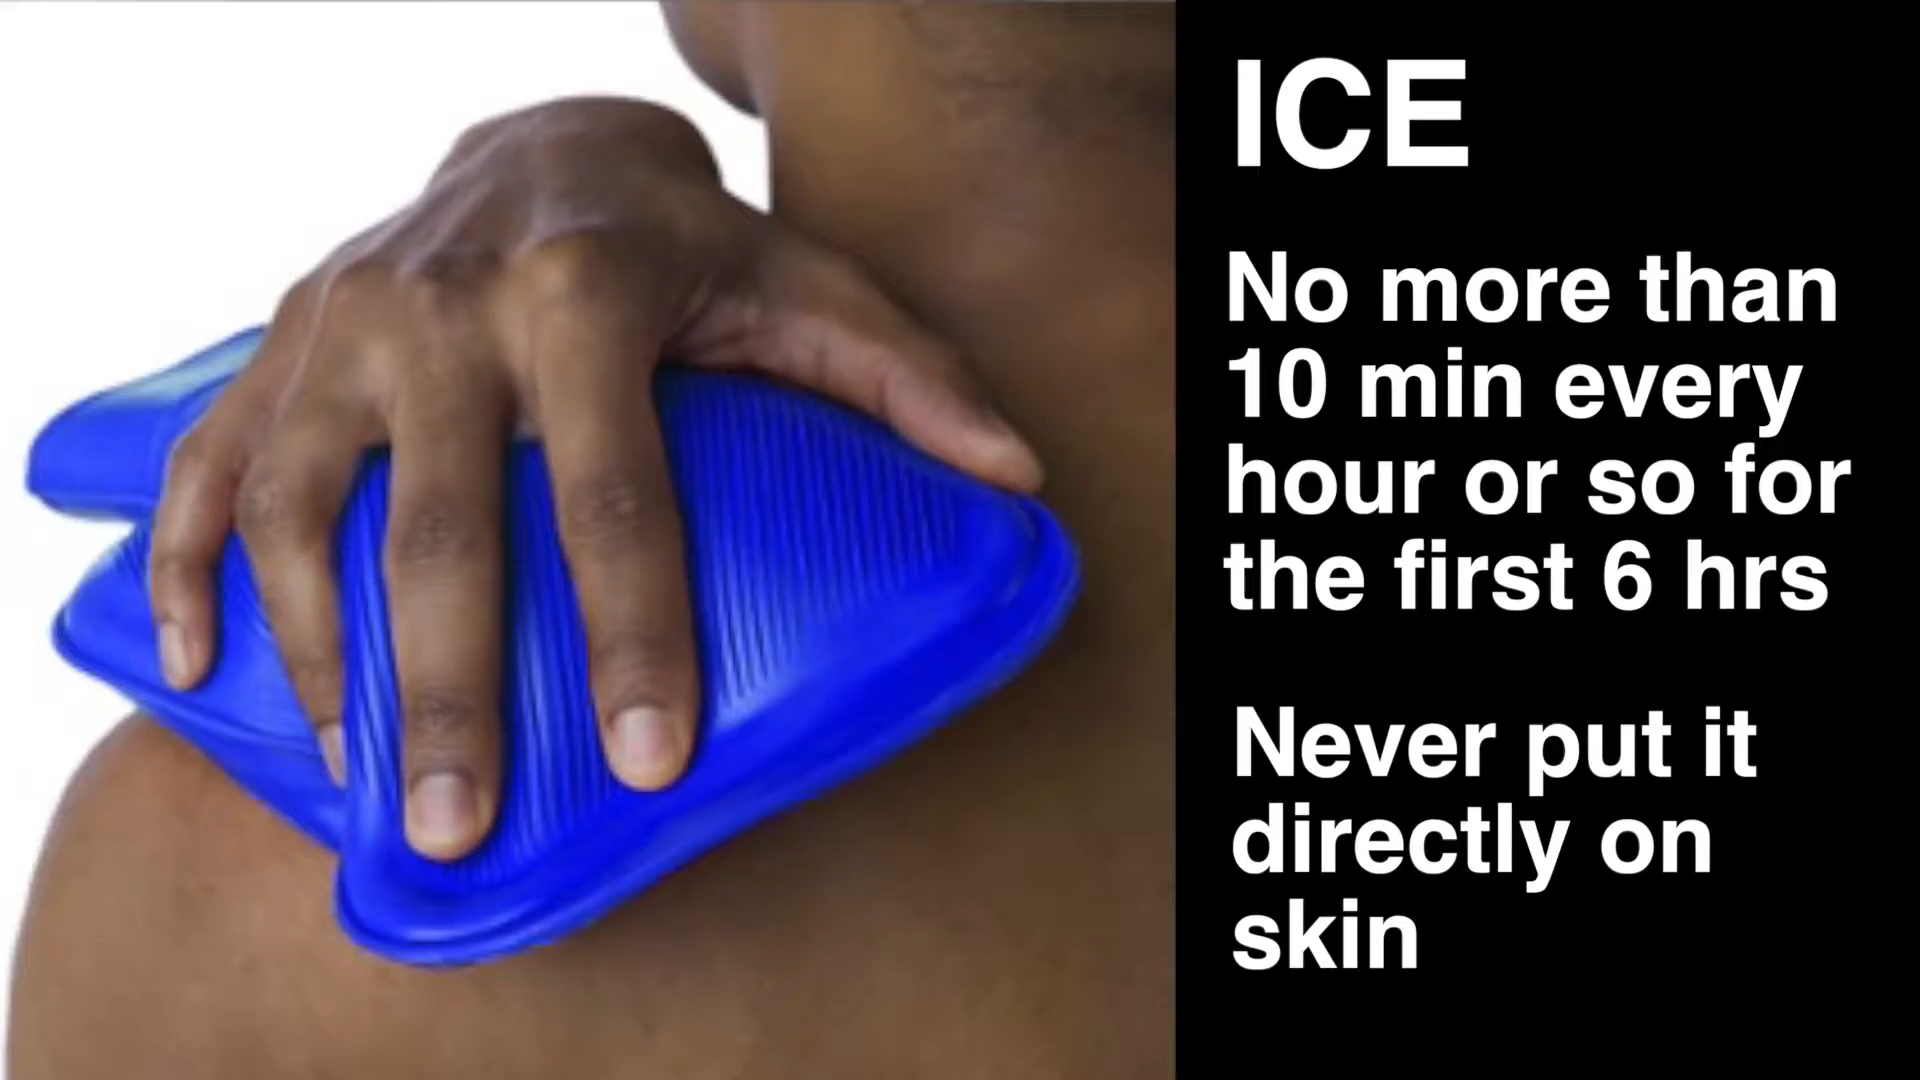 ICE
No more than
10 min every
hour or so for
the first 6 hrs
Never put it
directly on
skin